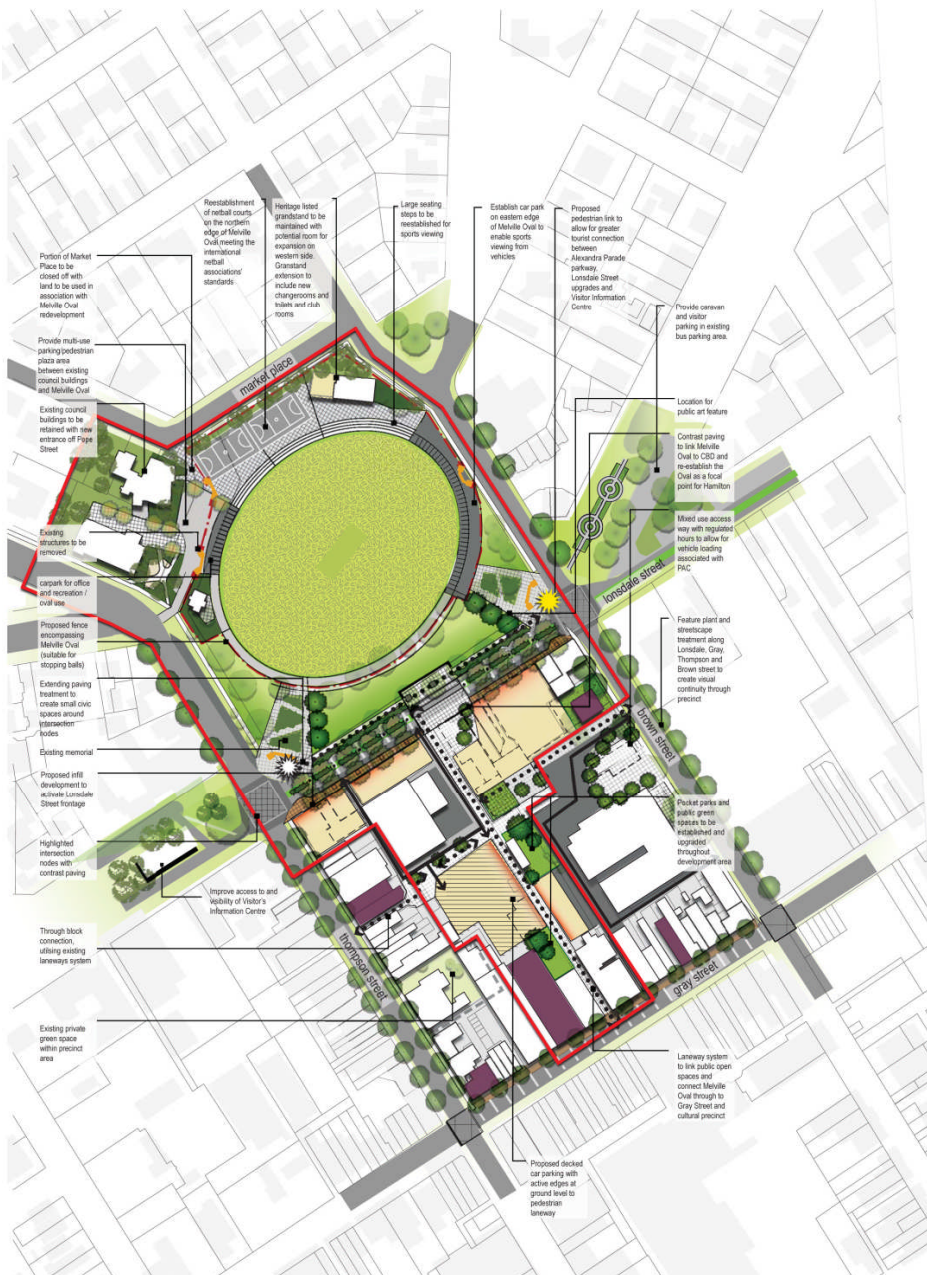 Reestablishment
of netball courts
on the northern
edge of Melville
Oval meeting the
international
netball
associations'
standards
Heritage listed
grandstand to be
maintained with
potential room for
expansion on
western side.
Granstand
extension to
include new
changerooms and
toilets and club
rooms
Large seating
steps to be
reestablished for
sports viewing
Establish car park
on eastern edge
of Melville Oval to
enable sports
viewing from
vehicles
Proposed
pedestrian link to
allow for greater
tourist connection
between
Alexandra Parade
parkway,
Lonsdale Street
upgrades and
Visitor Information
Centre
Portion of Market
Place to be
closed off with
land to be used in
association with
Melville Oval
redevelopment
Provide multi-use
parking/pedestrian
plaza area
between existing
council buildings
and Melville Oval
Existing council
buildings to be
retained with new
entrance off Pope
Street
Existing
structures to be
removed
carpark for office
and recreation /
oval use
Proposed fence
encompassing
Melville Oval
(suitable for
stopping balls)
Extending paving
treatment to
create small civic
spaces around
intersection
nodes
Existing memorial
Proposed infill
development to
activate Lonsdale
Street frontage
Highlighted
intersection
nodes with
contrast paving
Improve access to and
visibility of Visitor's
Information Centre
Through block
connection,
utilising existing
laneways system
Existing private
green space
within precinct
area
Provide caravan
and visitor
parking in existing
bus parking area.
Location for
public art feature
Contrast paving
to link Melville
Oval to CBD and
re-establish the
Oval as a focal
point for Hamilton
Mixed use access
way with regulated
hours to allow for
vehicle loading
associated with
PAC
Feature plant and
streetscape
treatment along
Lonsdale, Gray,
Thompson and
Brown street to
create visual
continuity through
precinct
Pocket parks and
public green
spaces to be
established and
upgraded
throughout
development area
Laneway system
to link public open
spaces and
connect Melville
Oval through to
Gray Street and
cultural precinct
Proposed decked
car parking with
active edges at
ground level to
pedestrian
laneway
market place
lonsdale street
brown street
thompson street
gray street